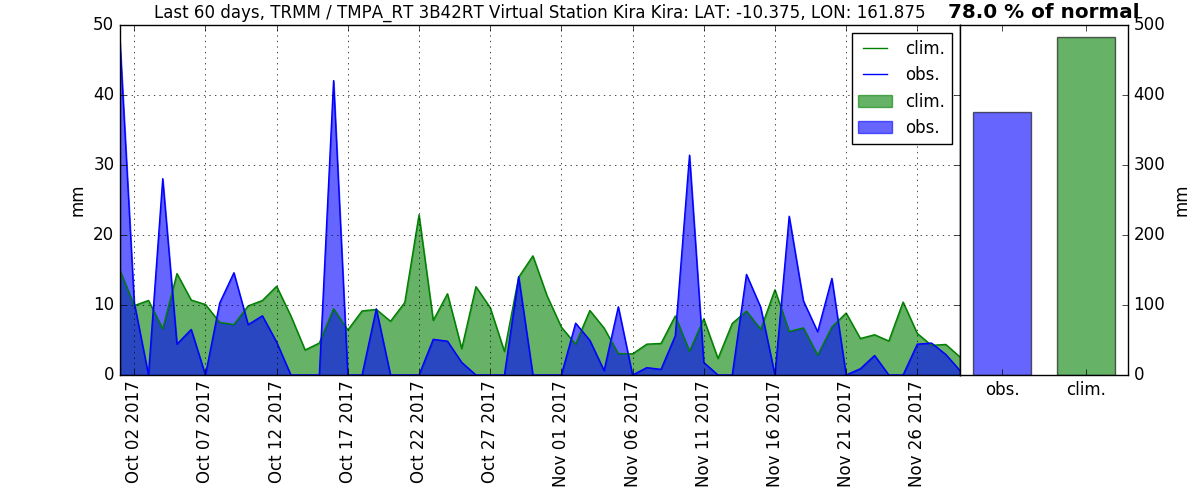 Last 60 days, TRMM / TMPA_RT 3B42RT Virtual Station Kira Kira: LAT: -10.375, LON: 161.875
78.0 % of normal
50
40
30
20
10
0
mm
clim.
obs.
clim.
obs.
500
400
300
200
100
0
mm
Oct 02 2017
Oct 07 2017
Oct 12 2017
Oct 17 2017
Oct 22 2017
Oct 27 2017
Nov 01 2017
Nov 06 2017
Nov 11 2017
Nov 16 2017
Nov 21 2017
Nov 26 2017
obs.
clim.